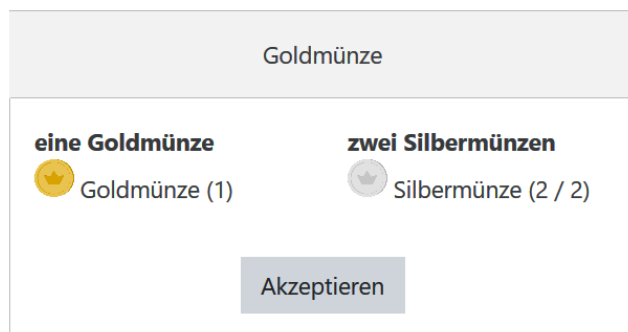 Goldmünze
eine Goldmünze
Goldmünze (1)
zwei Silbermünzen
Silbermünze (2 / 2)
Akzeptieren